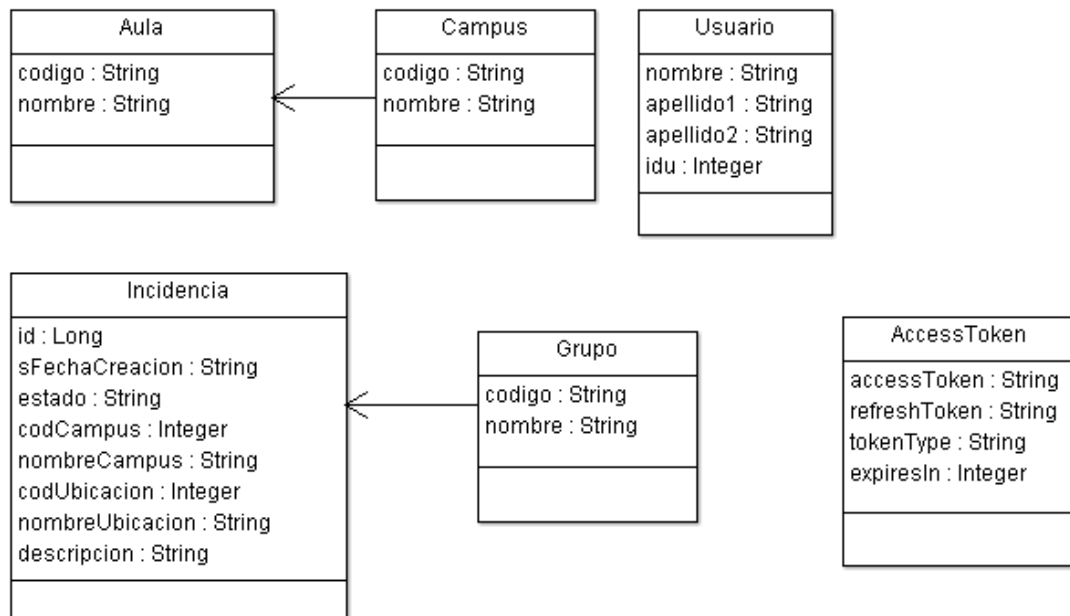 Aula
codigo : String
nombre : String
Campus
codigo : String
nombre : String
Usuario
nombre : String
apellido1 : String
apellido2 : String
idu : Integer
Incidencia
id : Long
sFechaCreacion : String
estado : String
codCampus : Integer
nombreCampus : String
codUbicacion : Integer
nombreUbicacion : String
descripcion : String
Grupo
codigo : String
nombre : String
AccessToken
accessToken : String
refreshToken : String
tokenType : String
expiresIn : Integer